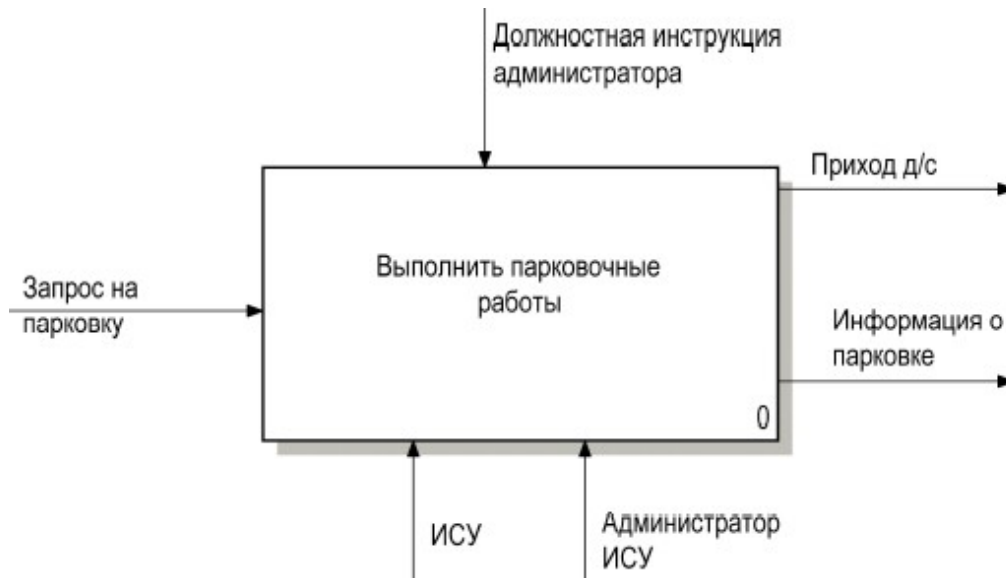 Должностная инструкция
администратора
Приход д/с
Выполнить парковочные
работы
Запрос на
парковку
Информация о
парковке
0
ИСУ
Администратор
ИСУ